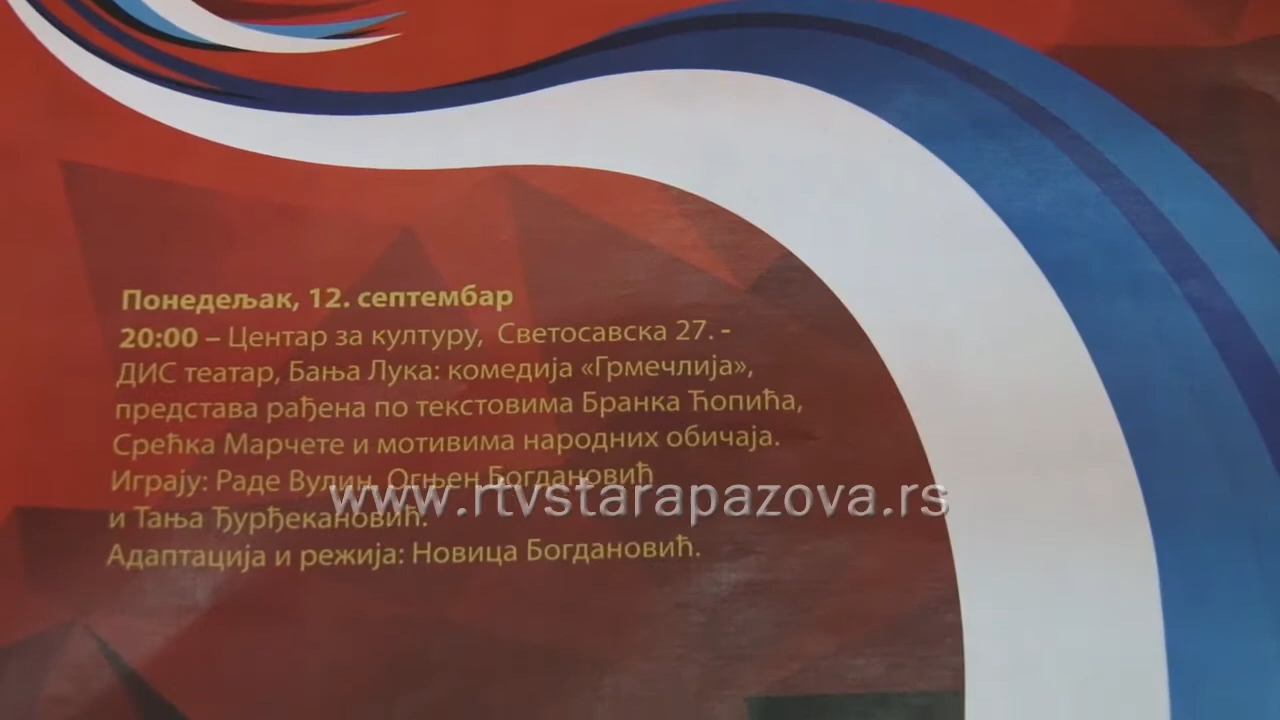 Понедељак, 12. септембар
20:00 – Центар за културу, Светосавска 27. -
ДИС театар, Бања Лука: комедија «Грмечлија»,
представа рађена по текстовима Бранка Ћопића,
Срећка Марчете и мотивима народних обичаја.
Играју: Раде Вулин, Огњен Богдановић
www.rtvstarapazova.rs
и Тања Ђурђекановић.
Адаптација и режија: Новица Богдановић.